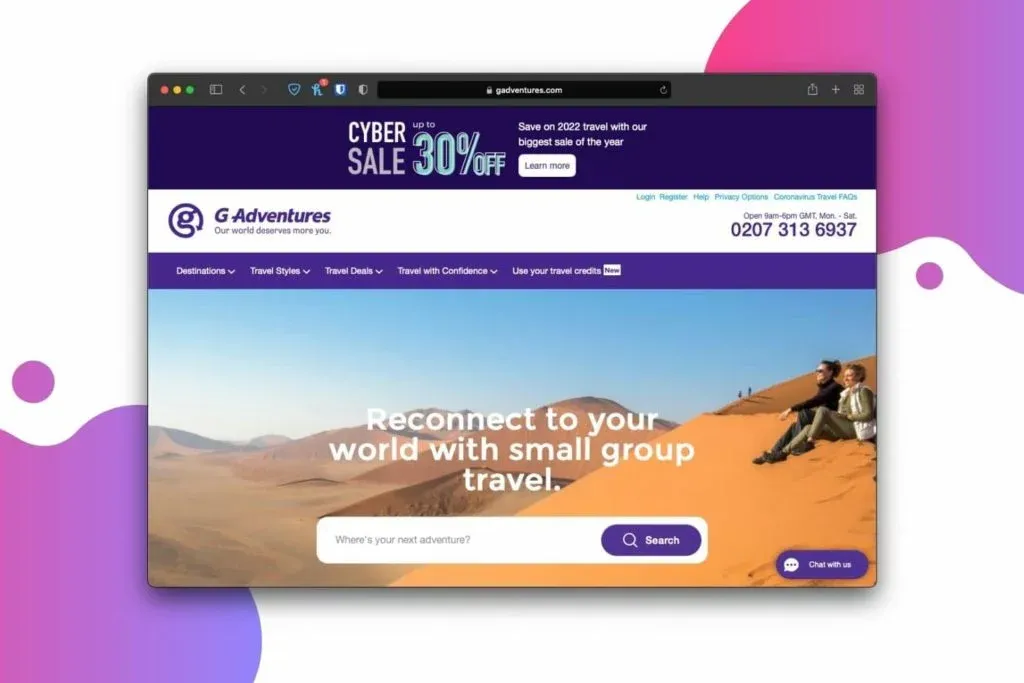 gadventures.com
CYBER up to
SALE 30% OFF
Save on 2022 travel with our
biggest sale of the year
Learn more
Login Register Help Privacy Options Coronavirus Travel FAQs
G Adventures
Our world deserves more you.
Open 9am-6pm GMT, Mon. - Sat.
0207 313 6937
Destinations Travel Styles Travel Deals Travel with Confidence Use your travel credits New
Reconnect to your
world with small group
travel.
Where's your next adventure? Search
Chat with us